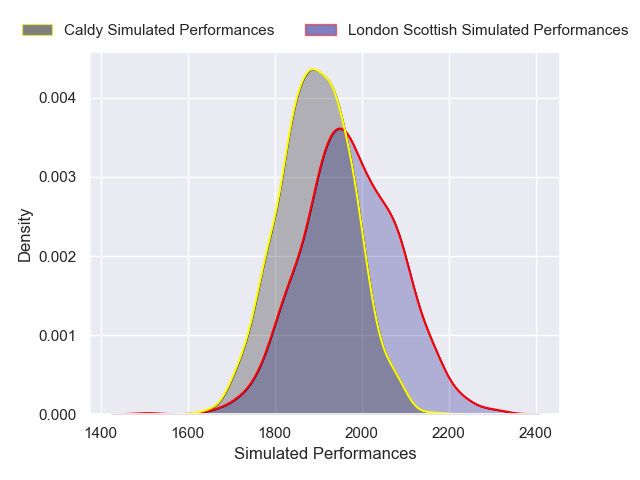 Caldy Simulated Performances
London Scottish Simulated Performances
0.004
0.003
0.002
0.001
0.000
Density
1400 1600 1800 2000 2200 2400
Simulated Performances